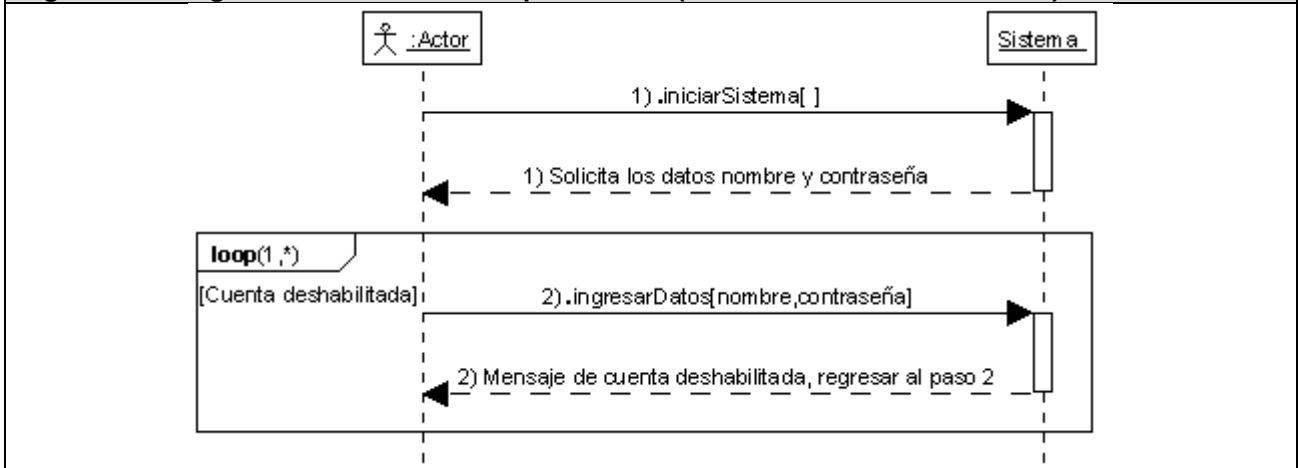 :Actor
Sistema
1).iniciarSistema[ ]
1) Solicita los datos nombre y contraseña
loop(1,*)
[Cuenta deshabilitada]
2).ingresarDatos[nombre,contraseña]
2) Mensaje de cuenta deshabilitada, regresar al paso 2